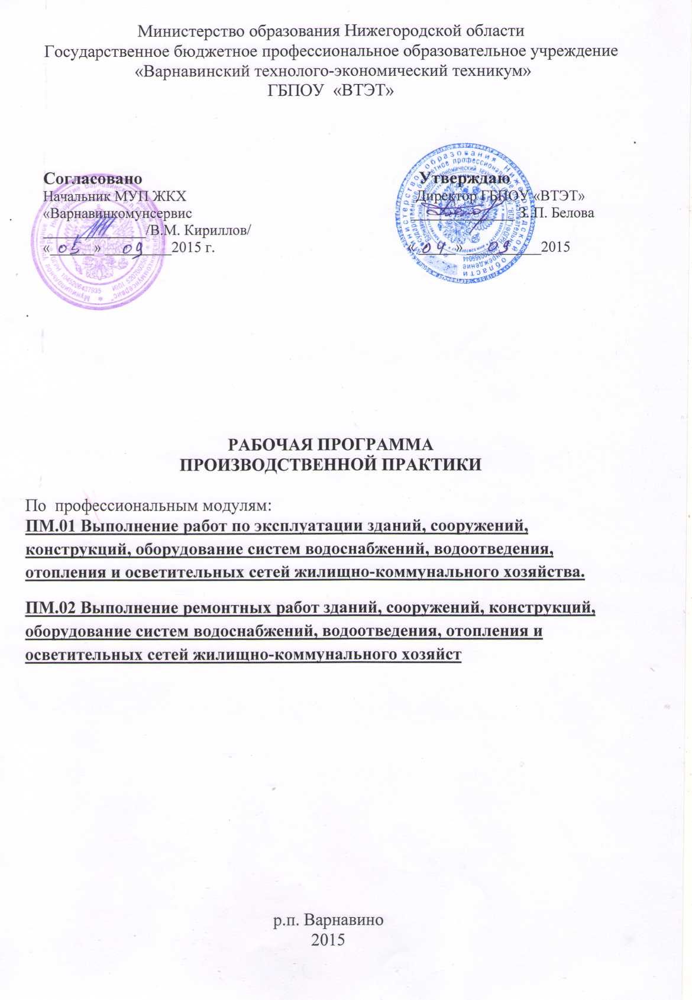 Министерство образования Нижегородской области
Государственное бюджетное профессиональное образовательное учреждение
«Варнавинский технолого-экономический техникум»
ГБПОУ «ВТЭТ»
Согласовано
Начальник МУП ЖКХ
«Варнавинкомунсервис
/В.М. Кириллов/
«05» 09 2015 г.
Утверждаю
Директор ГБПОУ «ВТЭТ»
З.П. Белова
«04» 09 2015
РАБОЧАЯ ПРОГРАММА
ПРОИЗВОДСТВЕННОЙ ПРАКТИКИ
По профессиональным модулям:
ПМ.01 Выполнение работ по эксплуатации зданий, сооружений,
конструкций, оборудование систем водоснабжений, водоотведения,
отопления и осветительных сетей жилищно-коммунального хозяйства.
ПМ.02 Выполнение ремонтных работ зданий, сооружений, конструкций,
оборудование систем водоснабжений, водоотведения, отопления и
осветительных сетей жилищно-коммунального хозяйст
р.п. Варнавино
2015